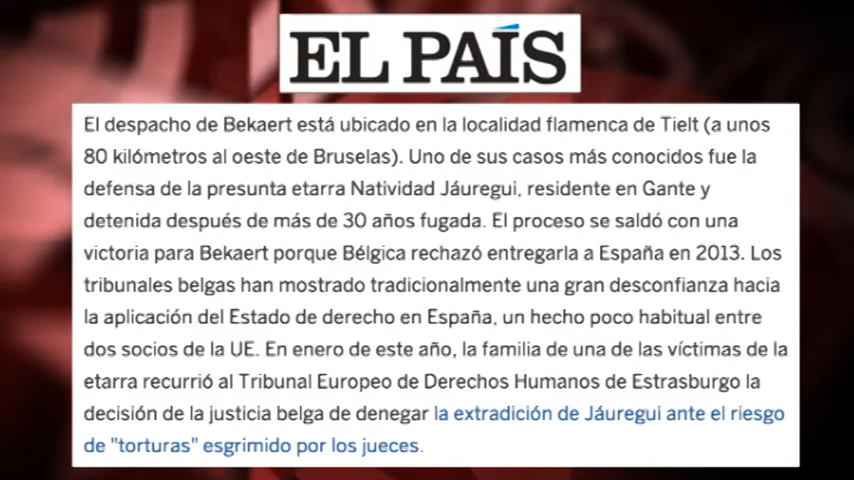 EL PAÍS
El despacho de Bekaert está ubicado en la localidad flamenca de Tielt (a unos
80 kilómetros al oeste de Bruselas). Uno de sus casos más conocidos fue la
defensa de la presunta etarra Natividad Jáuregui, residente en Gante y
detenida después de más de 30 años fugada. El proceso se saldó con una
victoria para Bekaert porque Bélgica rechazó entregarla a España en 2013. Los
tribunales belgas han mostrado tradicionalmente una gran desconfianza hacia
la aplicación del Estado de derecho en España, un hecho poco habitual entre
dos socios de la UE. En enero de este año, la familia de una de las víctimas de la
etarra recurrió al Tribunal Europeo de Derechos Humanos de Estrasburgo la
decisión de la justicia belga de denegar la extradición de Jáuregui ante el riesgo
de "torturas" esgrimido por los jueces.